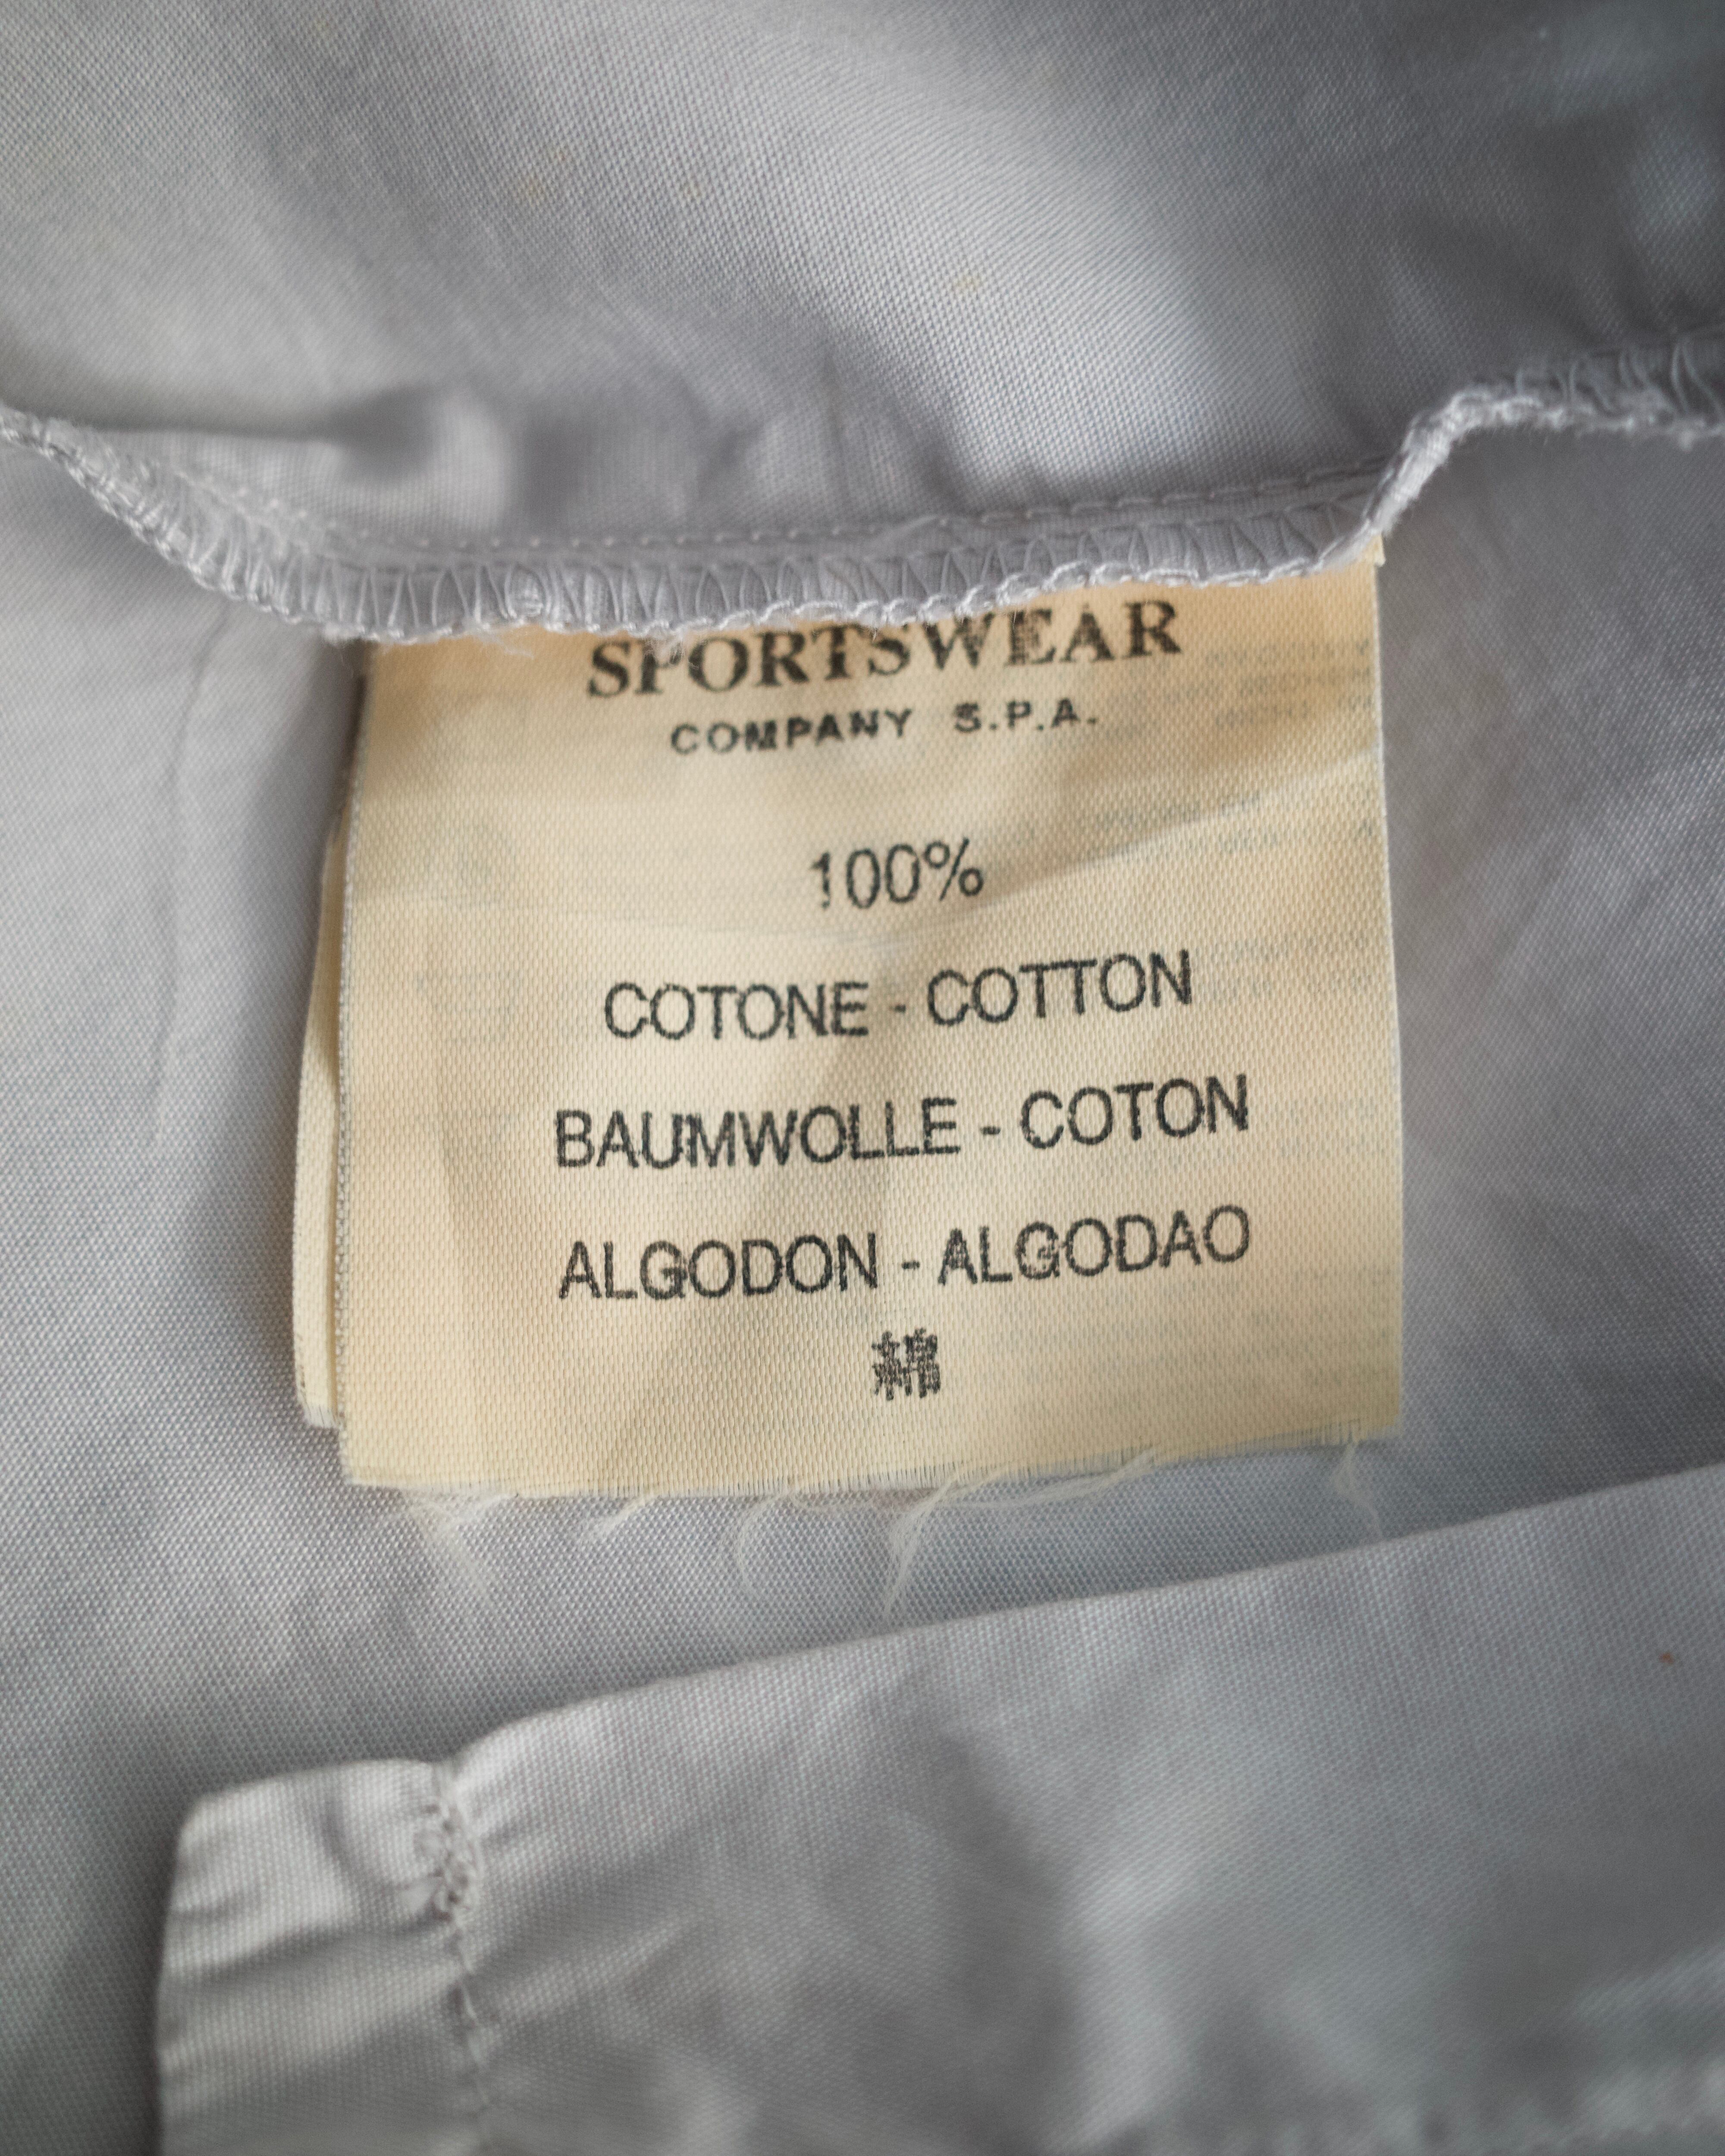 SPORTSWEAR
COMPANY S.P.A.
100%
COTONE - COTTON
BAUMWOLLE - COTON
ALGODON - ALGODAO
綿